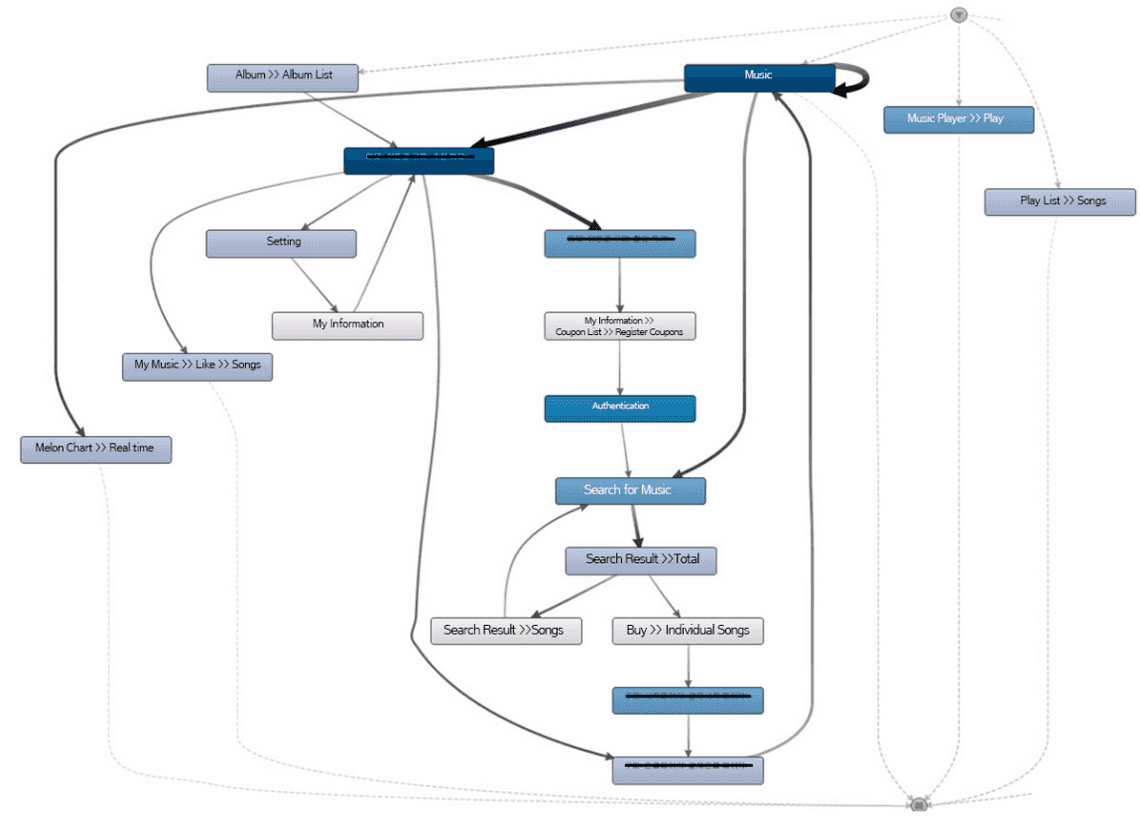 Album >> Album List
Music
Music Player >> Play
Play List >> Songs
Setting
My Information
My Information >>
Coupon List >> Register Coupons
My Music >> Like >> Songs
Authentication
Melon Chart >> Real time
Search for Music
Search Result >>Total
Search Result >>Songs
Buy >> Individual Songs